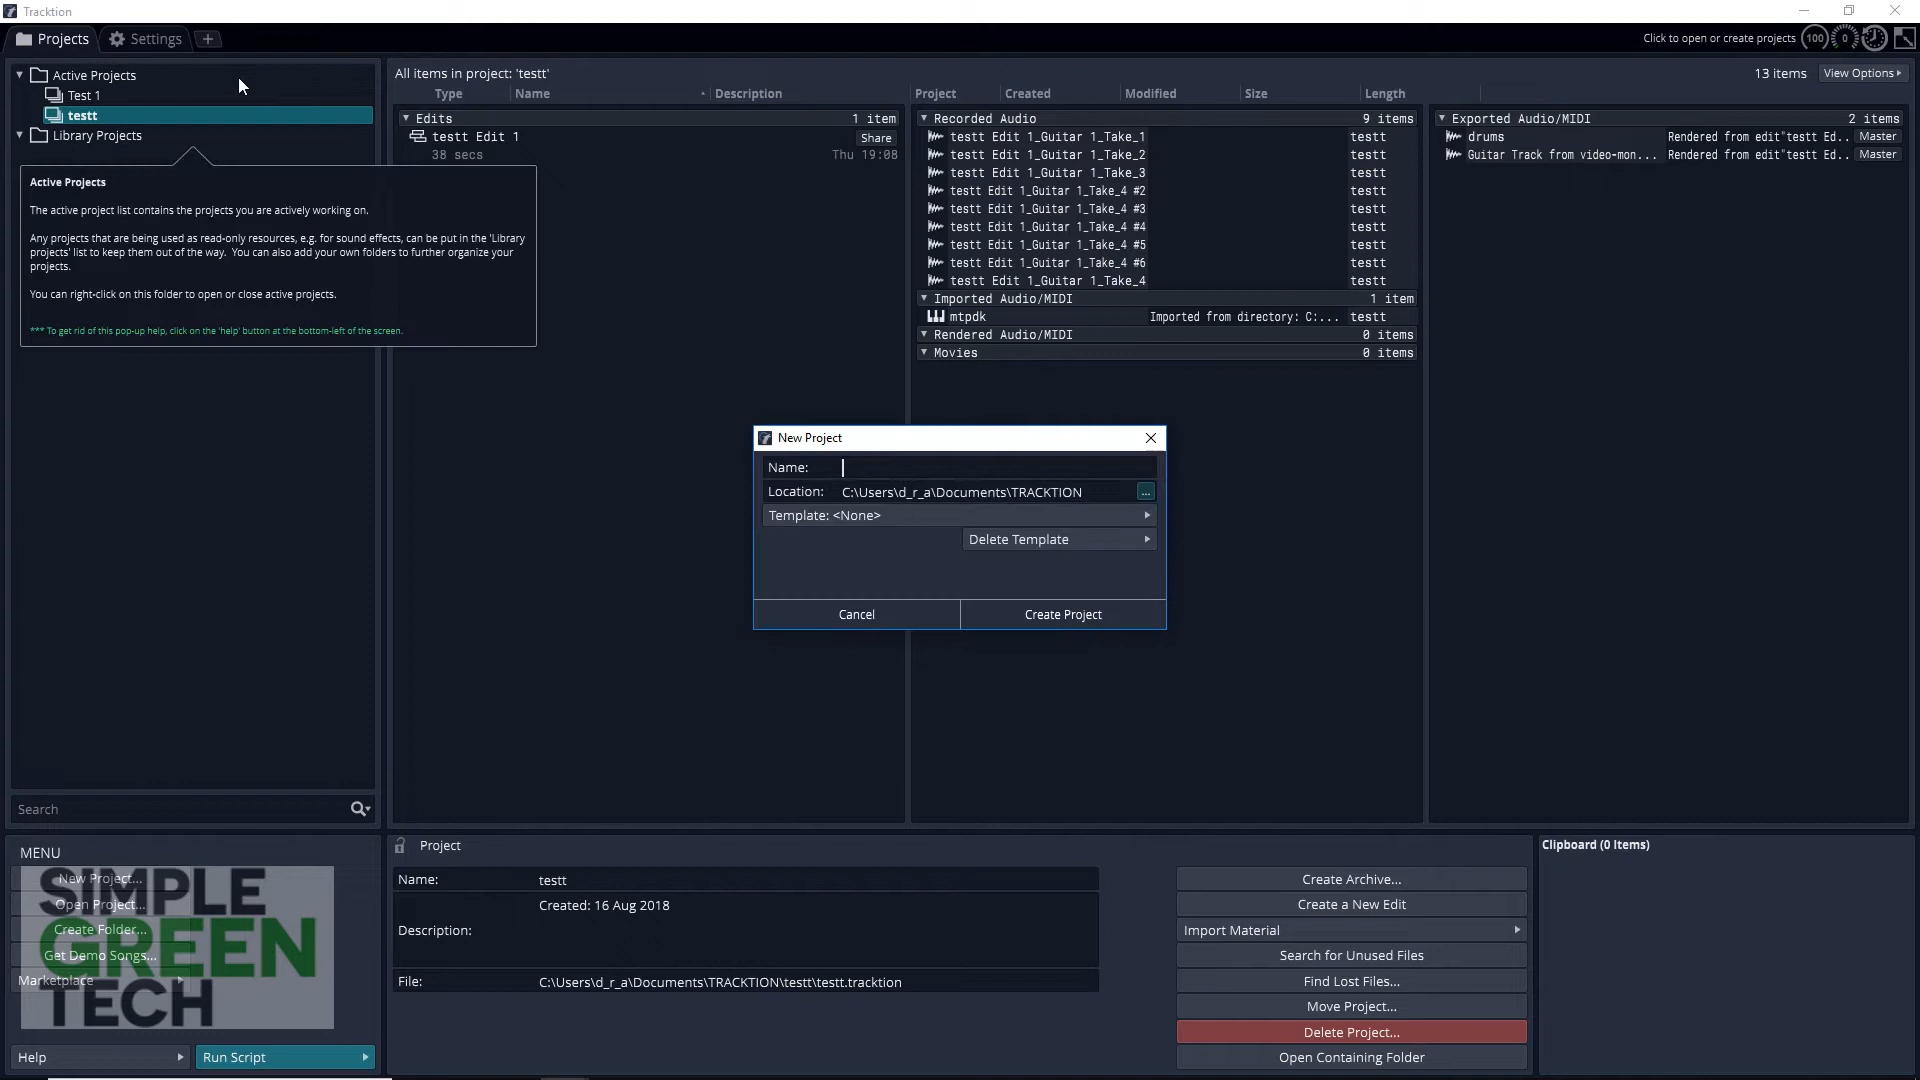 Tracktion
Projects
Settings
+
Click to open or create projects
100
0
Active Projects
Test 1
testt
Library Projects
Active Projects
The active project list contains the projects you are actively working on.
Any projects that are being used as read-only resources, e.g. for sound effects, can be put in the 'Library
projects' list to keep them out of the way. You can also add your own folders to further organize your
projects.
You can right-click on this folder to open or close active projects.
*** To get rid of this pop-up help, click on the 'help' button at the bottom-left of the screen.
All items in project: 'testt'
13 items
View Options
Type
Name
Description
Project
Created
Modified
Size
Length
Edits
1 item
testt Edit 1
Share
38 secs
Thu 19:08
Recorded Audio
9 items
testt Edit 1_Guitar 1_Take_1
testt
testt Edit 1_Guitar 1_Take_2
testt
testt Edit 1_Guitar 1_Take_3
testt
testt Edit 1_Guitar 1_Take_4 #2
testt
testt Edit 1_Guitar 1_Take_4 #3
testt
testt Edit 1_Guitar 1_Take_4 #4
testt
testt Edit 1_Guitar 1_Take_4 #5
testt
testt Edit 1_Guitar 1_Take_4 #6
testt
testt Edit 1_Guitar 1_Take_4
testt
Imported Audio/MIDI
1 item
mtpdk
Imported from directory: C:...
testt
Rendered Audio/MIDI
0 items
Movies
0 items
Exported Audio/MIDI
2 items
drums
Rendered from edit"testt Ed..
Master
Guitar Track from video-mon...
Rendered from edit"testt Ed..
Master
New Project
Name:
Location:
C:\Users\d_r_a\Documents\TRACKTION
...
Template: <None>
Delete Template
Cancel
Create Project
Search
MENU
New Project...
Open Project...
Create Folder...
Get Demo Songs...
Marketplace
SIMPLE
GREEN
TECH
Help
Run Script
Project
Name:
testt
Created: 16 Aug 2018
Description:
File:
C:\Users\d_r_a\Documents\TRACKTION\testt\testt.tracktion
Create Archive...
Create a New Edit
Import Material
Search for Unused Files
Find Lost Files...
Move Project...
Delete Project...
Open Containing Folder
Clipboard (0 Items)